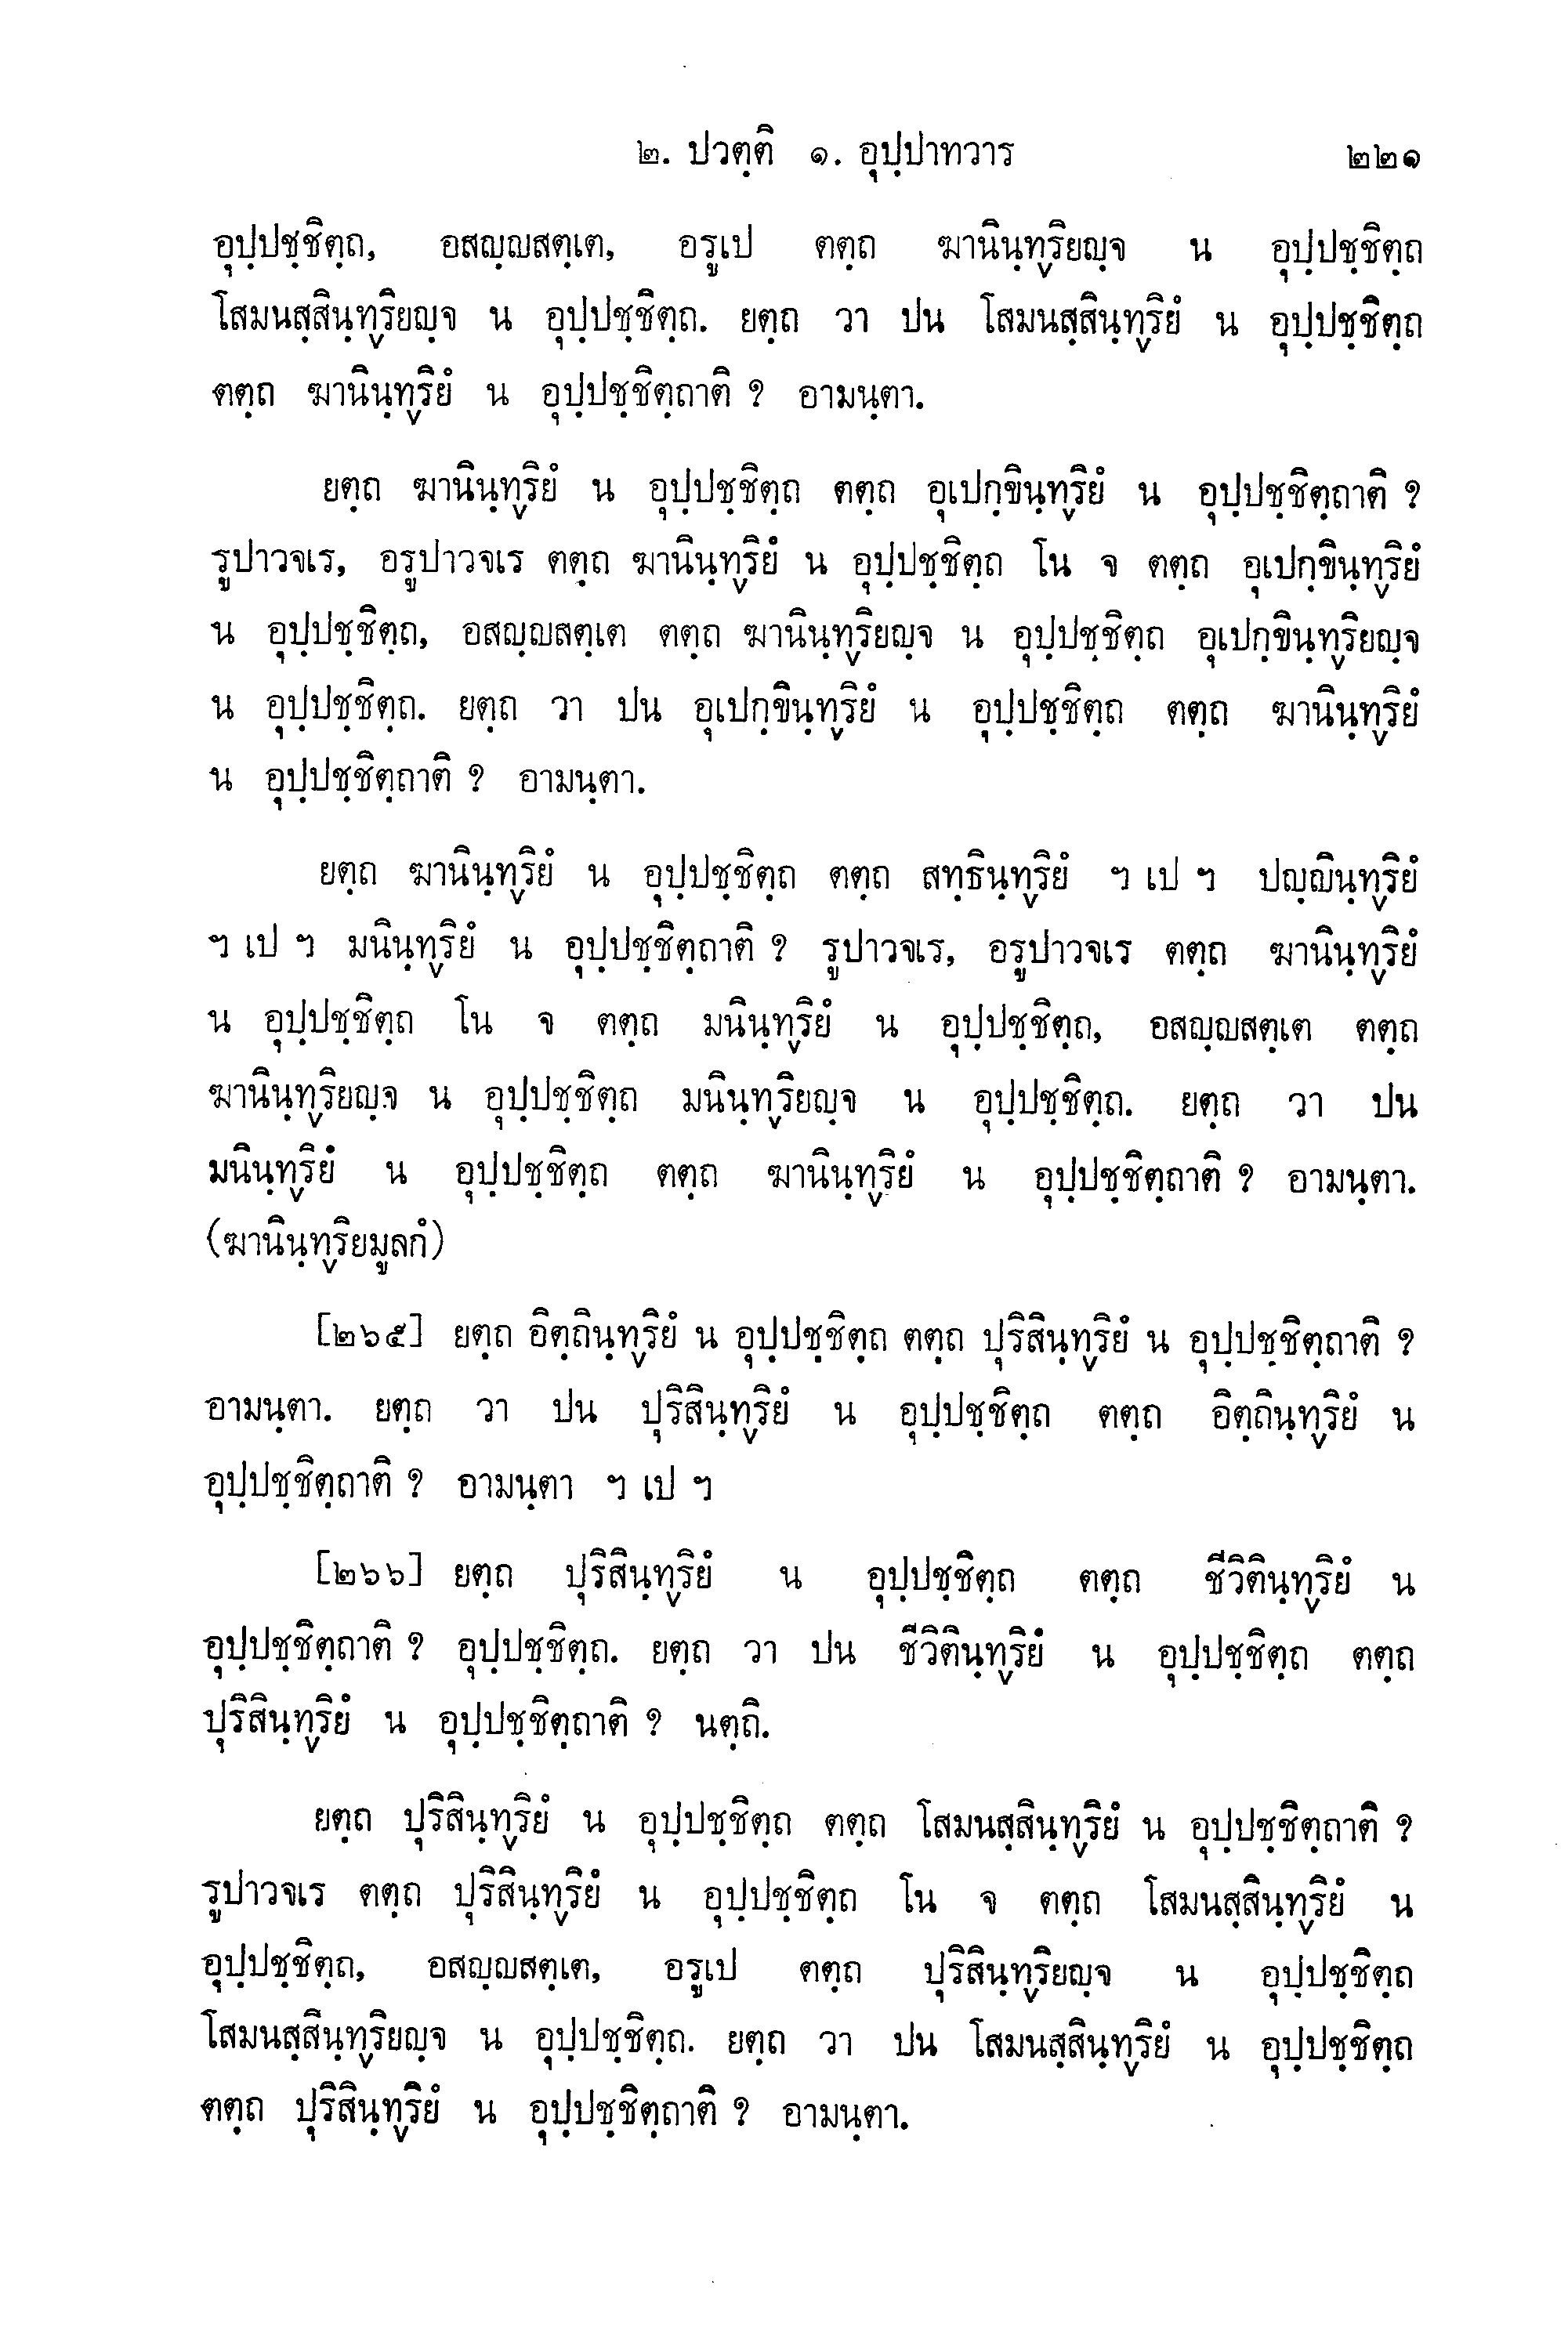 ๒. ปวตฺติ ๑. อุปฺปาทวาร ๒๒๑
อุปฺปชฺชิตฺถ, อสญฺญสตฺเต, อรูเป ตตฺถ ฆานินฺทฺริยญฺจ น อุปฺปชฺชิตฺถ
โสมนสฺสินฺทฺริยญฺจ น อุปฺปชฺชิตฺถ. ยตฺถ วา ปน โสมนสฺสินฺทฺริยํ น อุปฺปชฺชิตฺถ
ตตฺถ ฆานินฺทฺริยํ น อุปฺปชฺชิตฺถาติ ? อามนฺตา.
ยตฺถ ฆานินฺทฺริยํ น อุปฺปชฺชิตฺถ ตตฺถ อุเปกฺขินฺทฺริยํ น อุปฺปชฺชิตฺถาติ ?
รูปาวจเร, อรูปาวจเร ตตฺถ ฆานินฺทฺริยํ น อุปฺปชฺชิตฺถ โน จ ตตฺถ อุเปกฺขินฺทฺริยํ
น อุปฺปชฺชิตฺถ, อสญฺญสตฺเต ตตฺถ ฆานินฺทฺริยญฺจ น อุปฺปชฺชิตฺถ อุเปกฺขินฺทฺริยญฺจ
น อุปฺปชฺชิตฺถ. ยตฺถ วา ปน อุเปกฺขินฺทฺริยํ น อุปฺปชฺชิตฺถ ตตฺถ ฆานินฺทฺริยํ
น อุปฺปชฺชิตฺถาติ ? อามนฺตา.
ยตฺถ ฆานินฺทฺริยํ น อุปฺปชฺชิตฺถ ตตฺถ สทฺธินฺทฺริยํ ฯ เป ฯ ปญฺญินฺทฺริยํ
ฯ เป ฯ มนินฺทฺริยํ น อุปฺปชฺชิตฺถาติ ? รูปาวจเร, อรูปาวจเร ตตฺถ ฆานินฺทฺริยํ
น อุปฺปชฺชิตฺถ โน จ ตตฺถ มนินฺทฺริยํ น อุปฺปชฺชิตฺถ, อสญฺญสตฺเต ตตฺถ
ฆานินฺทฺริยญฺจ น อุปฺปชฺชิตฺถ มนินฺทฺริยญฺจ น อุปฺปชฺชิตฺถ. ยตฺถ วา ปน
มนินฺทฺริยํ น อุปฺปชฺชิตฺถ ตตฺถ ฆานินฺทฺริยํ น อุปฺปชฺชิตฺถาติ ? อามนฺตา.
(ฆานินฺทฺริยมูลกํ)
[๒๖๕] ยตฺถ อิตฺถินฺทฺริยํ น อุปฺปชฺชิตฺถ ตตฺถ ปุริสินฺทฺริยํ น อุปฺปชฺชิตฺถาติ ?
อามนฺตา. ยตฺถ วา ปน ปุริสินฺทฺริยํ น อุปฺปชฺชิตฺถ ตตฺถ อิตฺถินฺทฺริยํ น
อุปฺปชฺชิตฺถาติ ? อามนฺตา ฯ เป ฯ
[๒๖๖] ยตฺถ ปุริสินฺทฺริยํ น อุปฺปชฺชิตฺถ ตตฺถ ชีวิตินฺทฺริยํ น
อุปฺปชฺชิตฺถาติ ? อุปฺปชฺชิตฺถ. ยตฺถ วา ปน ชีวิตินฺทฺริยํ น อุปฺปชฺชิตฺถ ตตฺถ
ปุริสินฺทฺริยํ น อุปฺปชฺชิตฺถาติ ? นตฺถิ.
ยตฺถ ปุริสินฺทฺริยํ น อุปฺปชฺชิตฺถ ตตฺถ โสมนสฺสินฺทฺริยํ น อุปฺปชฺชิตฺถาติ ?
รูปาวจเร ตตฺถ ปุริสินฺทฺริยํ น อุปฺปชฺชิตฺถ โน จ ตตฺถ โสมนสฺสินฺทฺริยํ น
อุปฺปชฺชิตฺถ, อสญฺญสตฺเต, อรูเป ตตฺถ ปุริสินฺทฺริยญฺจ น อุปฺปชฺชิตฺถ
โสมนสฺสินฺทฺริยญฺจ น อุปฺปชฺชิตฺถ. ยตฺถ วา ปน โสมนสฺสินฺทฺริยํ น อุปฺปชฺชิตฺถ
ตตฺถ ปุริสินฺทฺริยํ น อุปฺปชฺชิตฺถาติ ? อามนฺตา.